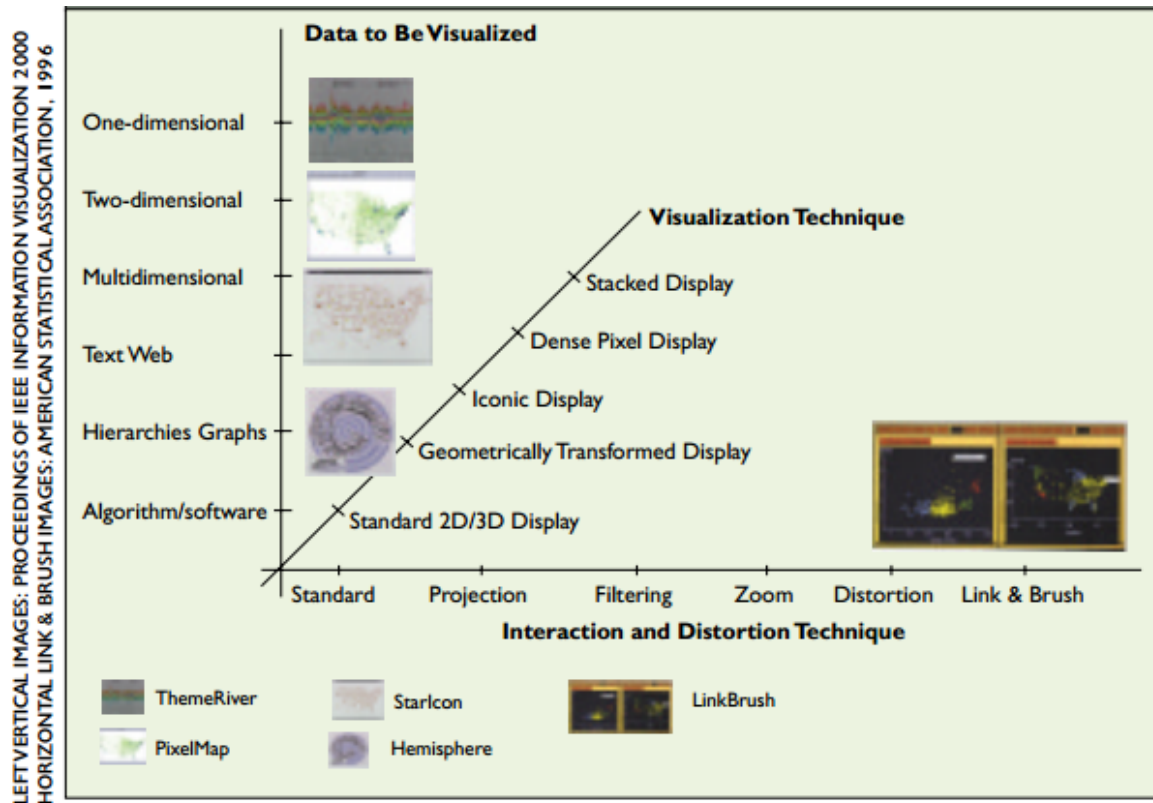 LEFT VERTICAL IMAGES: PROCEEDINGS OF IEEE INFORMATION VISUALIZATION 2000
HORIZONTAL LINK & BRUSH IMAGES: AMERICAN STATISTICAL ASSOCIATION, 1996
Data to Be Visualized
One-dimensional
Two-dimensional
Multidimensional
Text Web
Hierarchies Graphs
Algorithm/software
Visualization Technique
Stacked Display
Dense Pixel Display
Iconic Display
Geometrically Transformed Display
Standard 2D/3D Display
Standard Projection Filtering Zoom Distortion Link & Brush
Interaction and Distortion Technique
ThemeRiver StarIcon LinkBrush
PixelMap Hemisphere